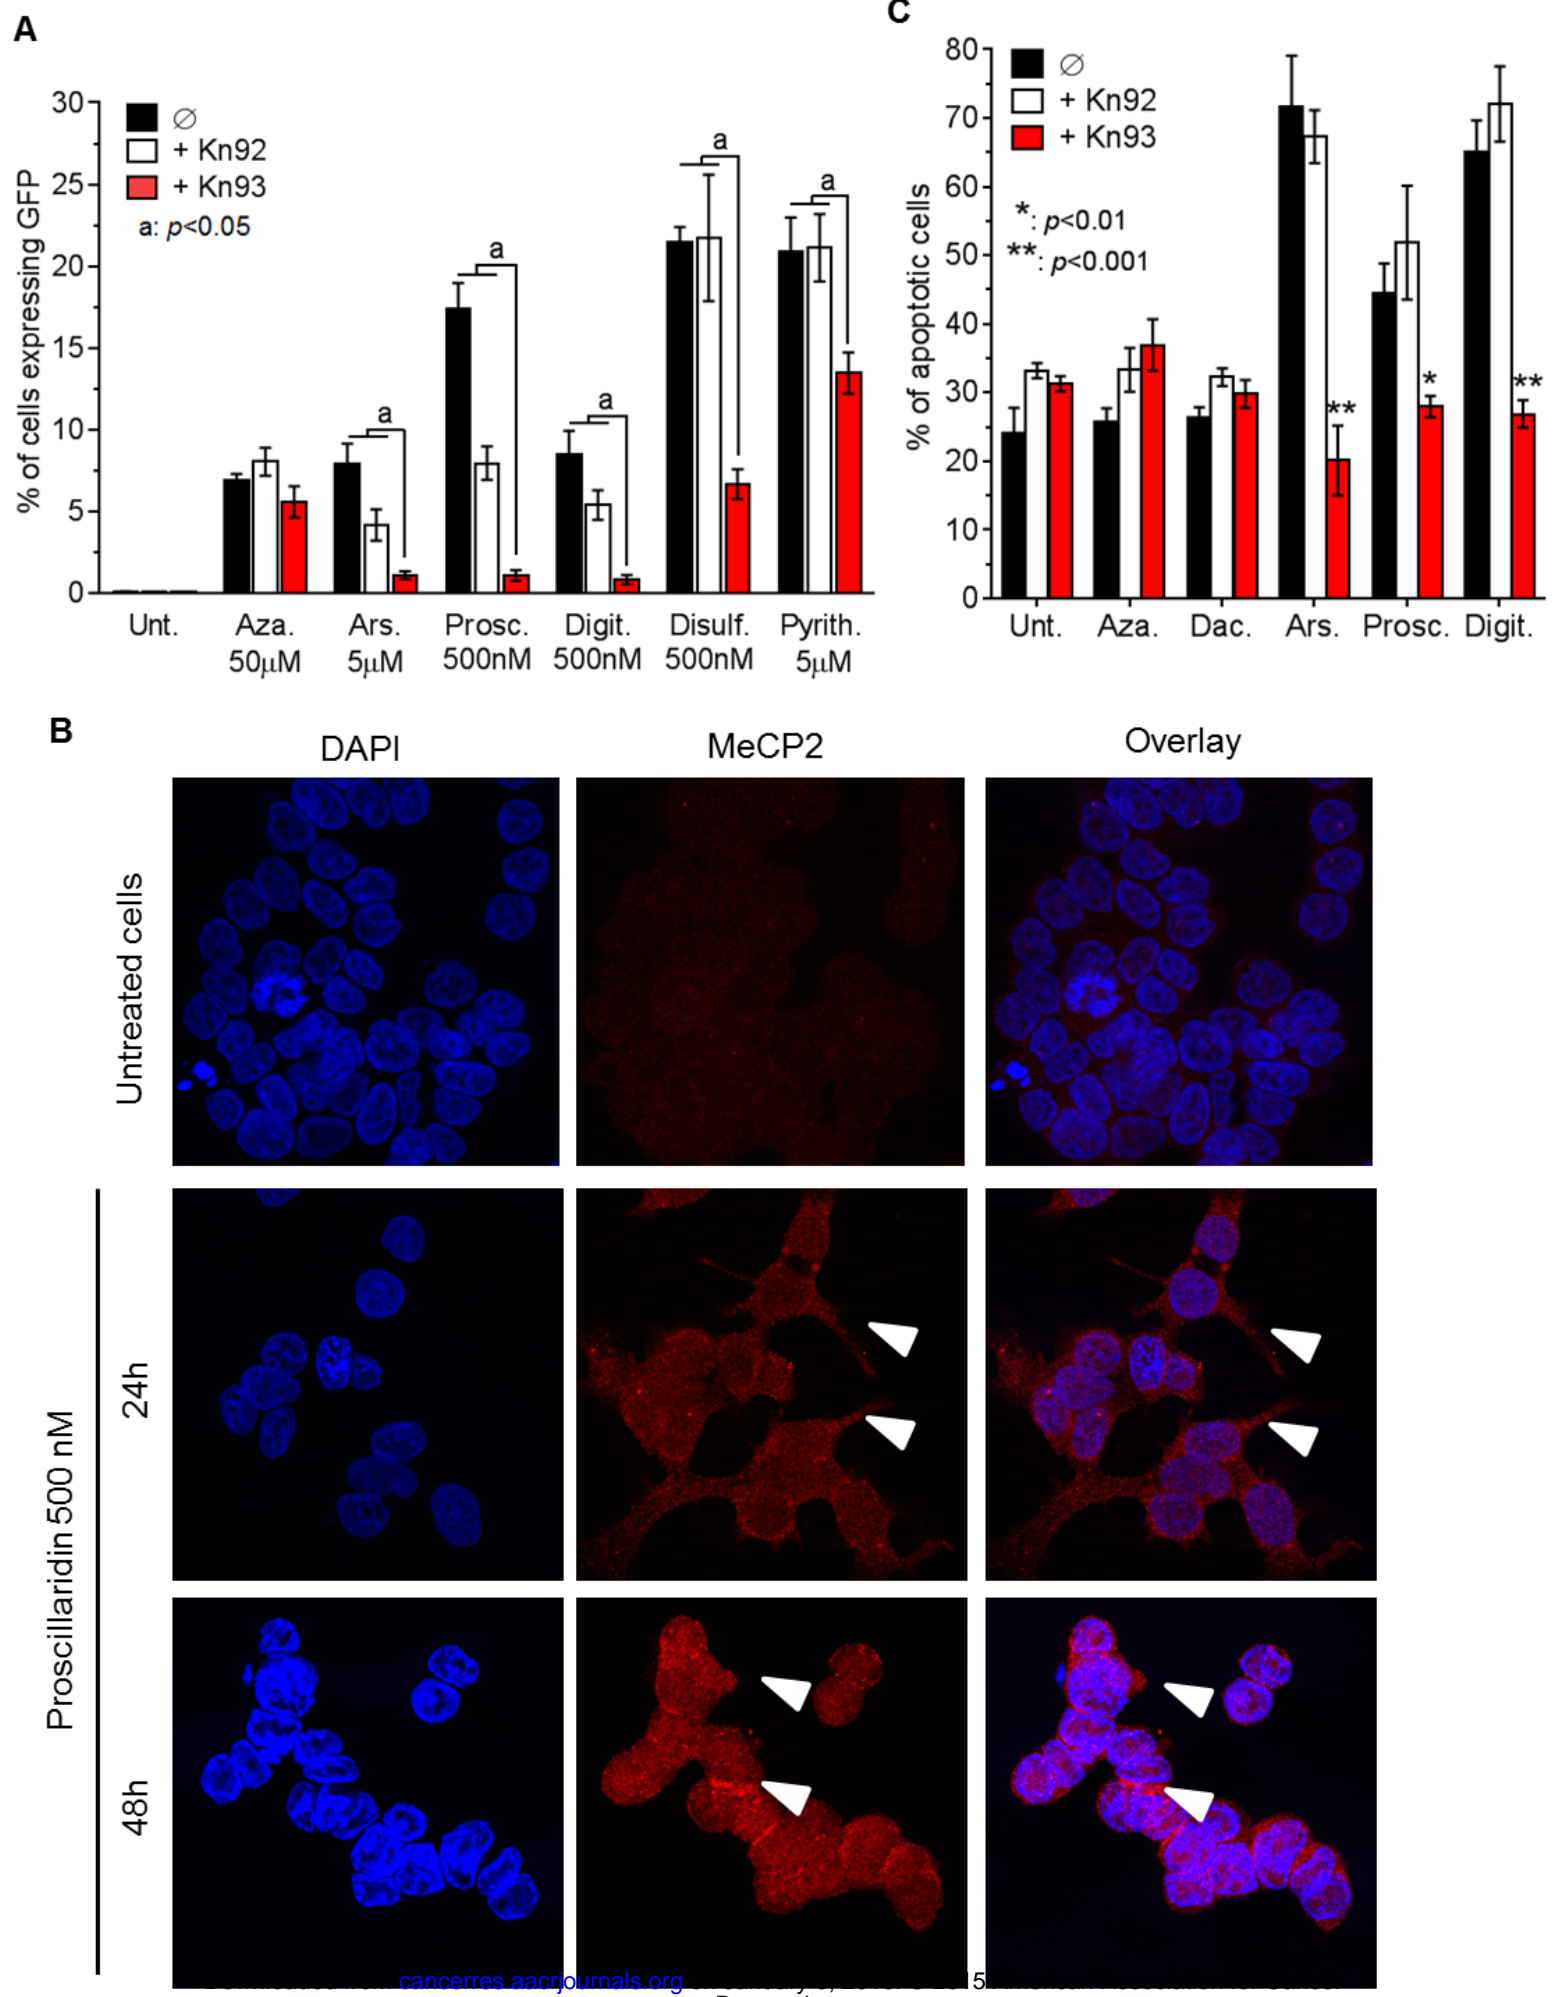 A
30
25
20
15
10
5
0
% of cells expressing GFP
∅
+ Kn92
+ Kn93
a: p<0.05
a
a
a
a
a
Unt.
Aza.
50μM
Ars.
5μM
Prosc.
500nM
Digit.
500nM
Disulf.
500nM
Pyrith.
5μM
C
80
70
60
50
40
30
20
10
0
% of apoptotic cells
∅
+ Kn92
+ Kn93
*: p<0.01
**: p<0.001
**
*
**
Unt.
Aza.
Dac.
Ars.
Prosc.
Digit.
B
DAPI
MeCP2
Overlay
Untreated cells
Proscillaridin 500 nM
24h
48h
cancerres.aacrjournals.org